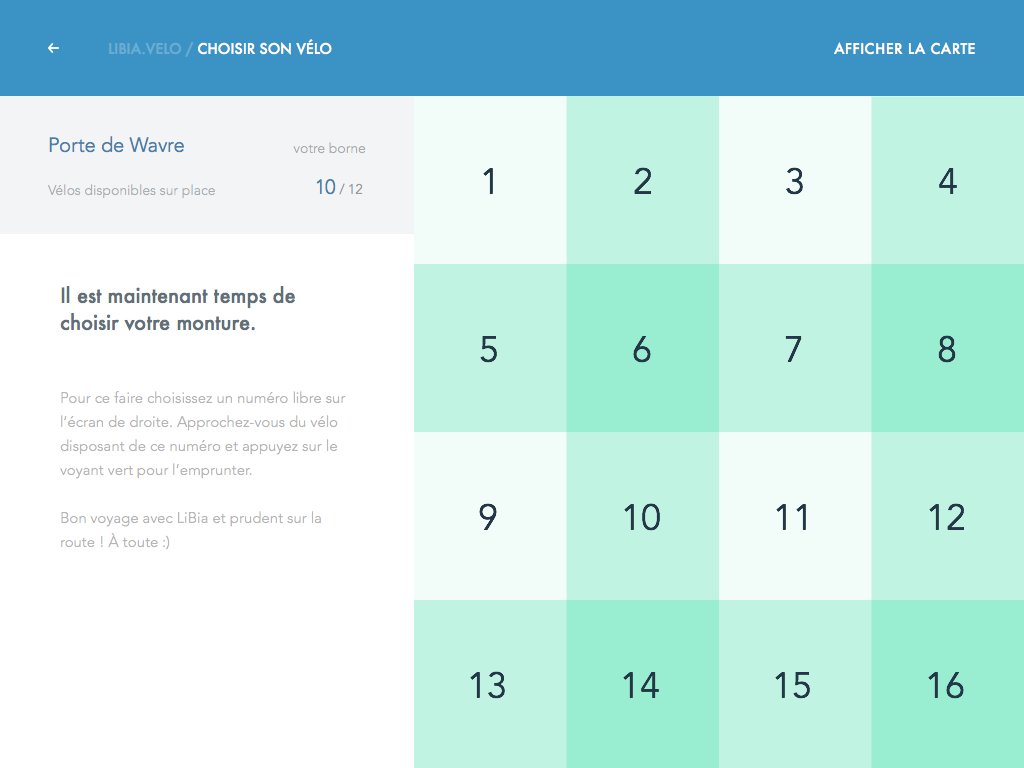 ← LIBIA.VELO / CHOISIR SON VÉLO
AFFICHER LA CARTE
Porte de Wavre
votre borne
Vélos disponibles sur place
10 / 12
Il est maintenant temps de
choisir votre monture.
Pour ce faire choisissez un numéro libre sur
l’écran de droite. Approchez-vous du vélo
disposant de ce numéro et appuyez sur le
voyant vert pour l’emprunter.
Bon voyage avec LiBia et prudent sur la
route ! À toute :)
1 2 3 4
5 6 7 8
9 10 11 12
13 14 15 16